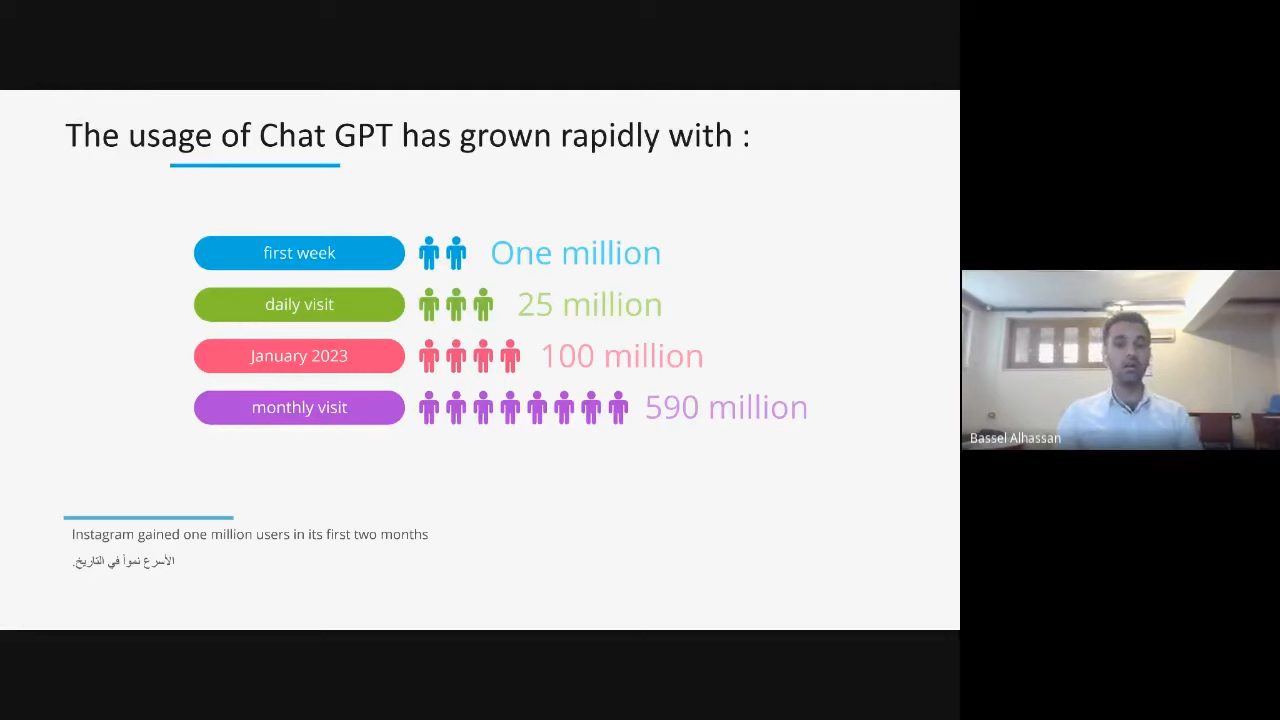 The usage of Chat GPT has grown rapidly with :
first week One million
daily visit 25 million
January 2023 100 million
monthly visit 590 million
Instagram gained one million users in its first two months
الأسرع نمواً في التاريخ.
Bassel Alhassan